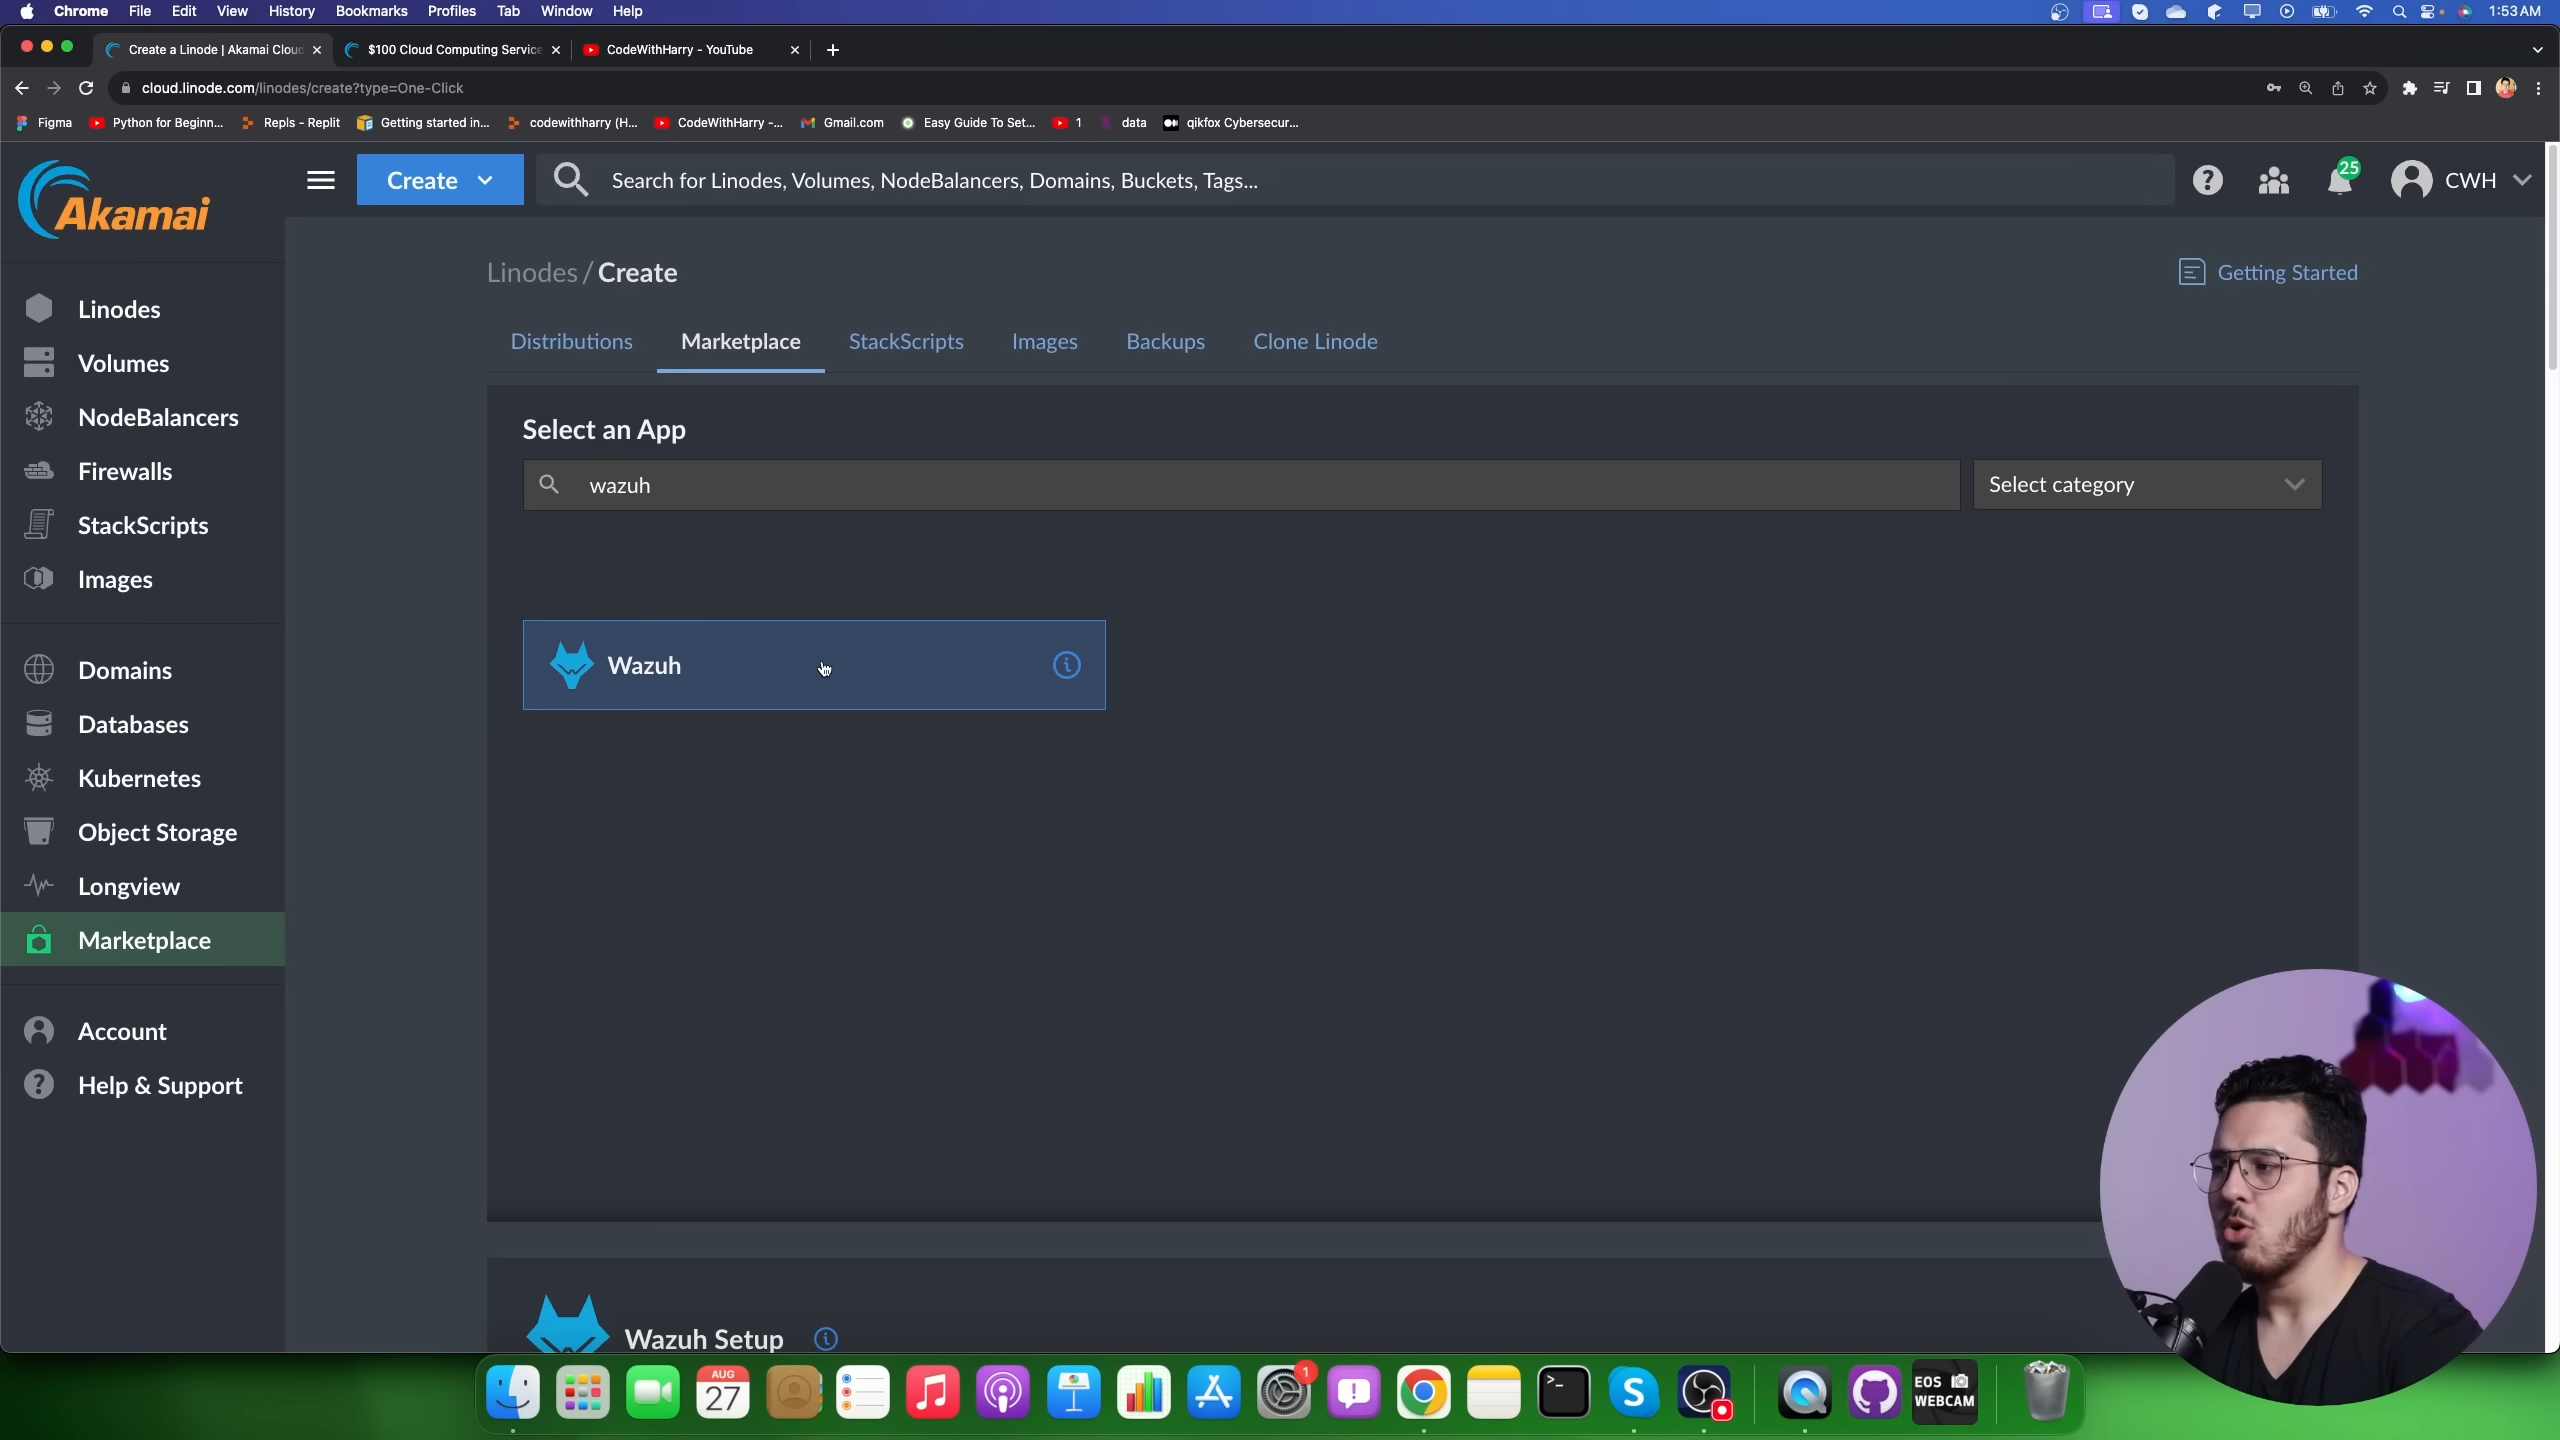 Chrome File Edit View History Bookmarks Profiles Tab Window Help 1:53 AM
Create a Linode | Akamai Cloud
$100 Cloud Computing Service
CodeWithHarry - YouTube
cloud.linode.com/linodes/create?type=One-Click
Figma
Python for Beginn...
Repls - Replit
Getting started in...
codewithharry (H...
CodeWithHarry -...
Gmail.com
Easy Guide To Set...
1
data
qikfox Cybersecur...
Akamai
Create
Search for Linodes, Volumes, NodeBalancers, Domains, Buckets, Tags...
25
CWH
Linodes
Volumes
NodeBalancers
Firewalls
StackScripts
Images
Domains
Databases
Kubernetes
Object Storage
Longview
Marketplace
Account
Help & Support
Linodes / Create
Getting Started
Distributions Marketplace StackScripts Images Backups Clone Linode
Select an App
wazuh
Select category
Wazuh
Wazuh Setup
AUG
27
1
EOS
WEBCAM